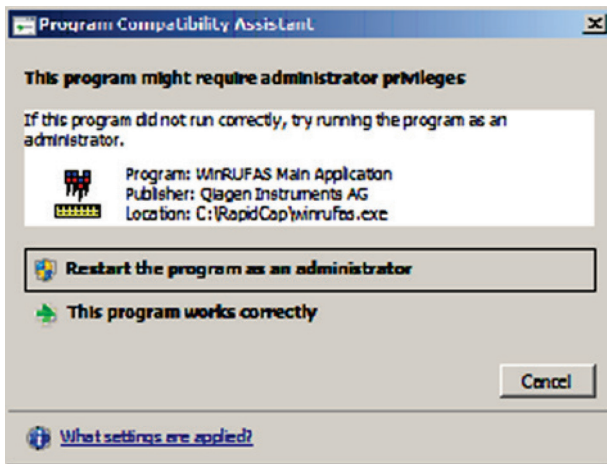 Program Compatibility Assistant
This program might require administrator privileges
If this program did not run correctly, try running the program as an
administrator.
Program: WinRUFAS Main Application
Publisher: Qiagen Instruments AG
Location: C:\RapidCap\winrufas.exe
Restart the program as an administrator
This program works correctly
Cancel
What settings are applied?